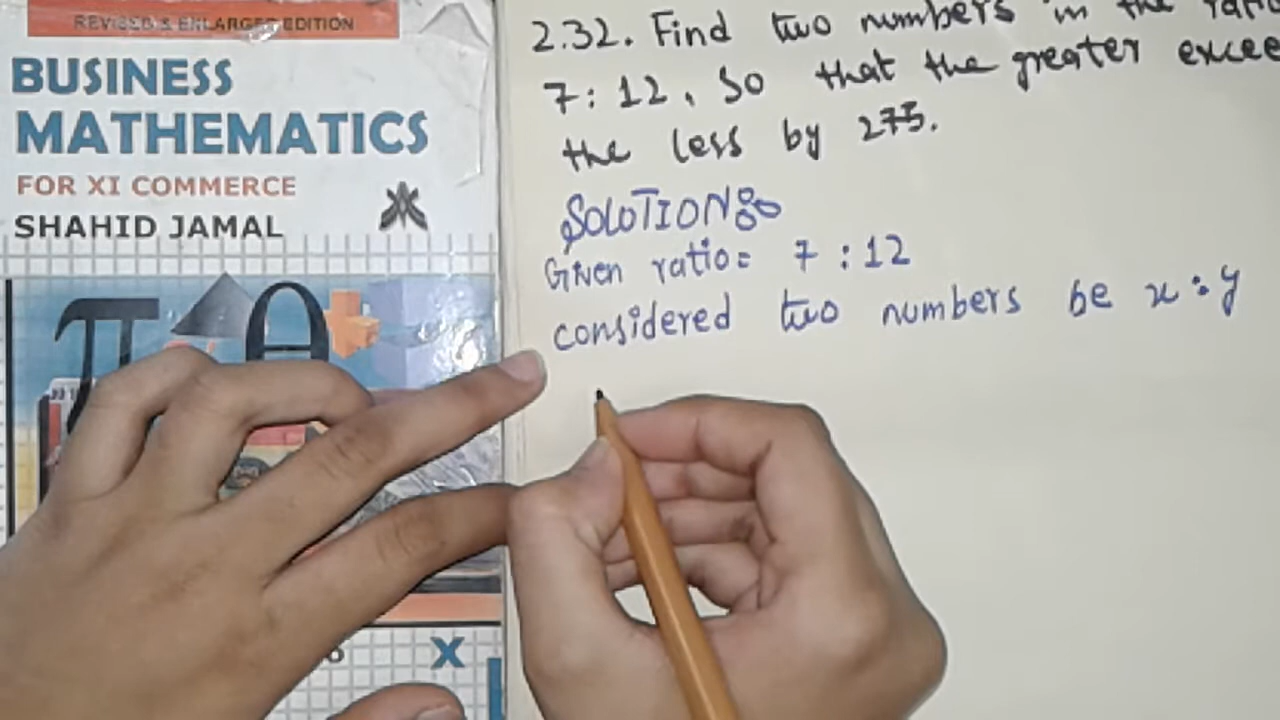 REVISED & ENLARGED EDITION
BUSINESS
MATHEMATICS
FOR XI COMMERCE
SHAHID JAMAL
π θ
X
2.32. Find two numbers in the ratio
7:12, So that the greater excee
the less by 275.
SOLUTION:
Given ratio= 7 : 12
considered two numbers be x:y